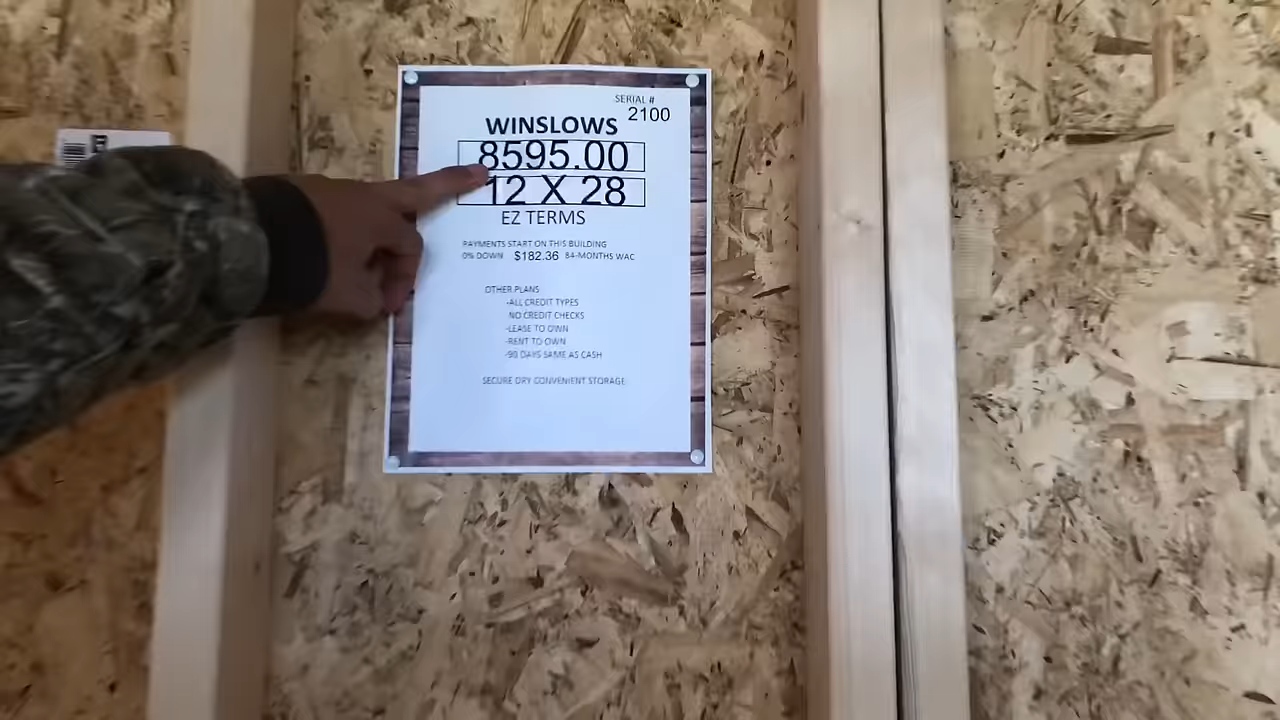 SERIAL #
2100
WINSLOWS
8595.00
12 X 28
EZ TERMS
PAYMENTS START ON THIS BUILDING
0% DOWN $182.36 84-MONTHS WAC
OTHER PLANS
-ALL CREDIT TYPES
NO CREDIT CHECKS
-LEASE TO OWN
-RENT TO OWN
-90 DAYS SAME AS CASH
SECURE DRY CONVENIENT STORAGE